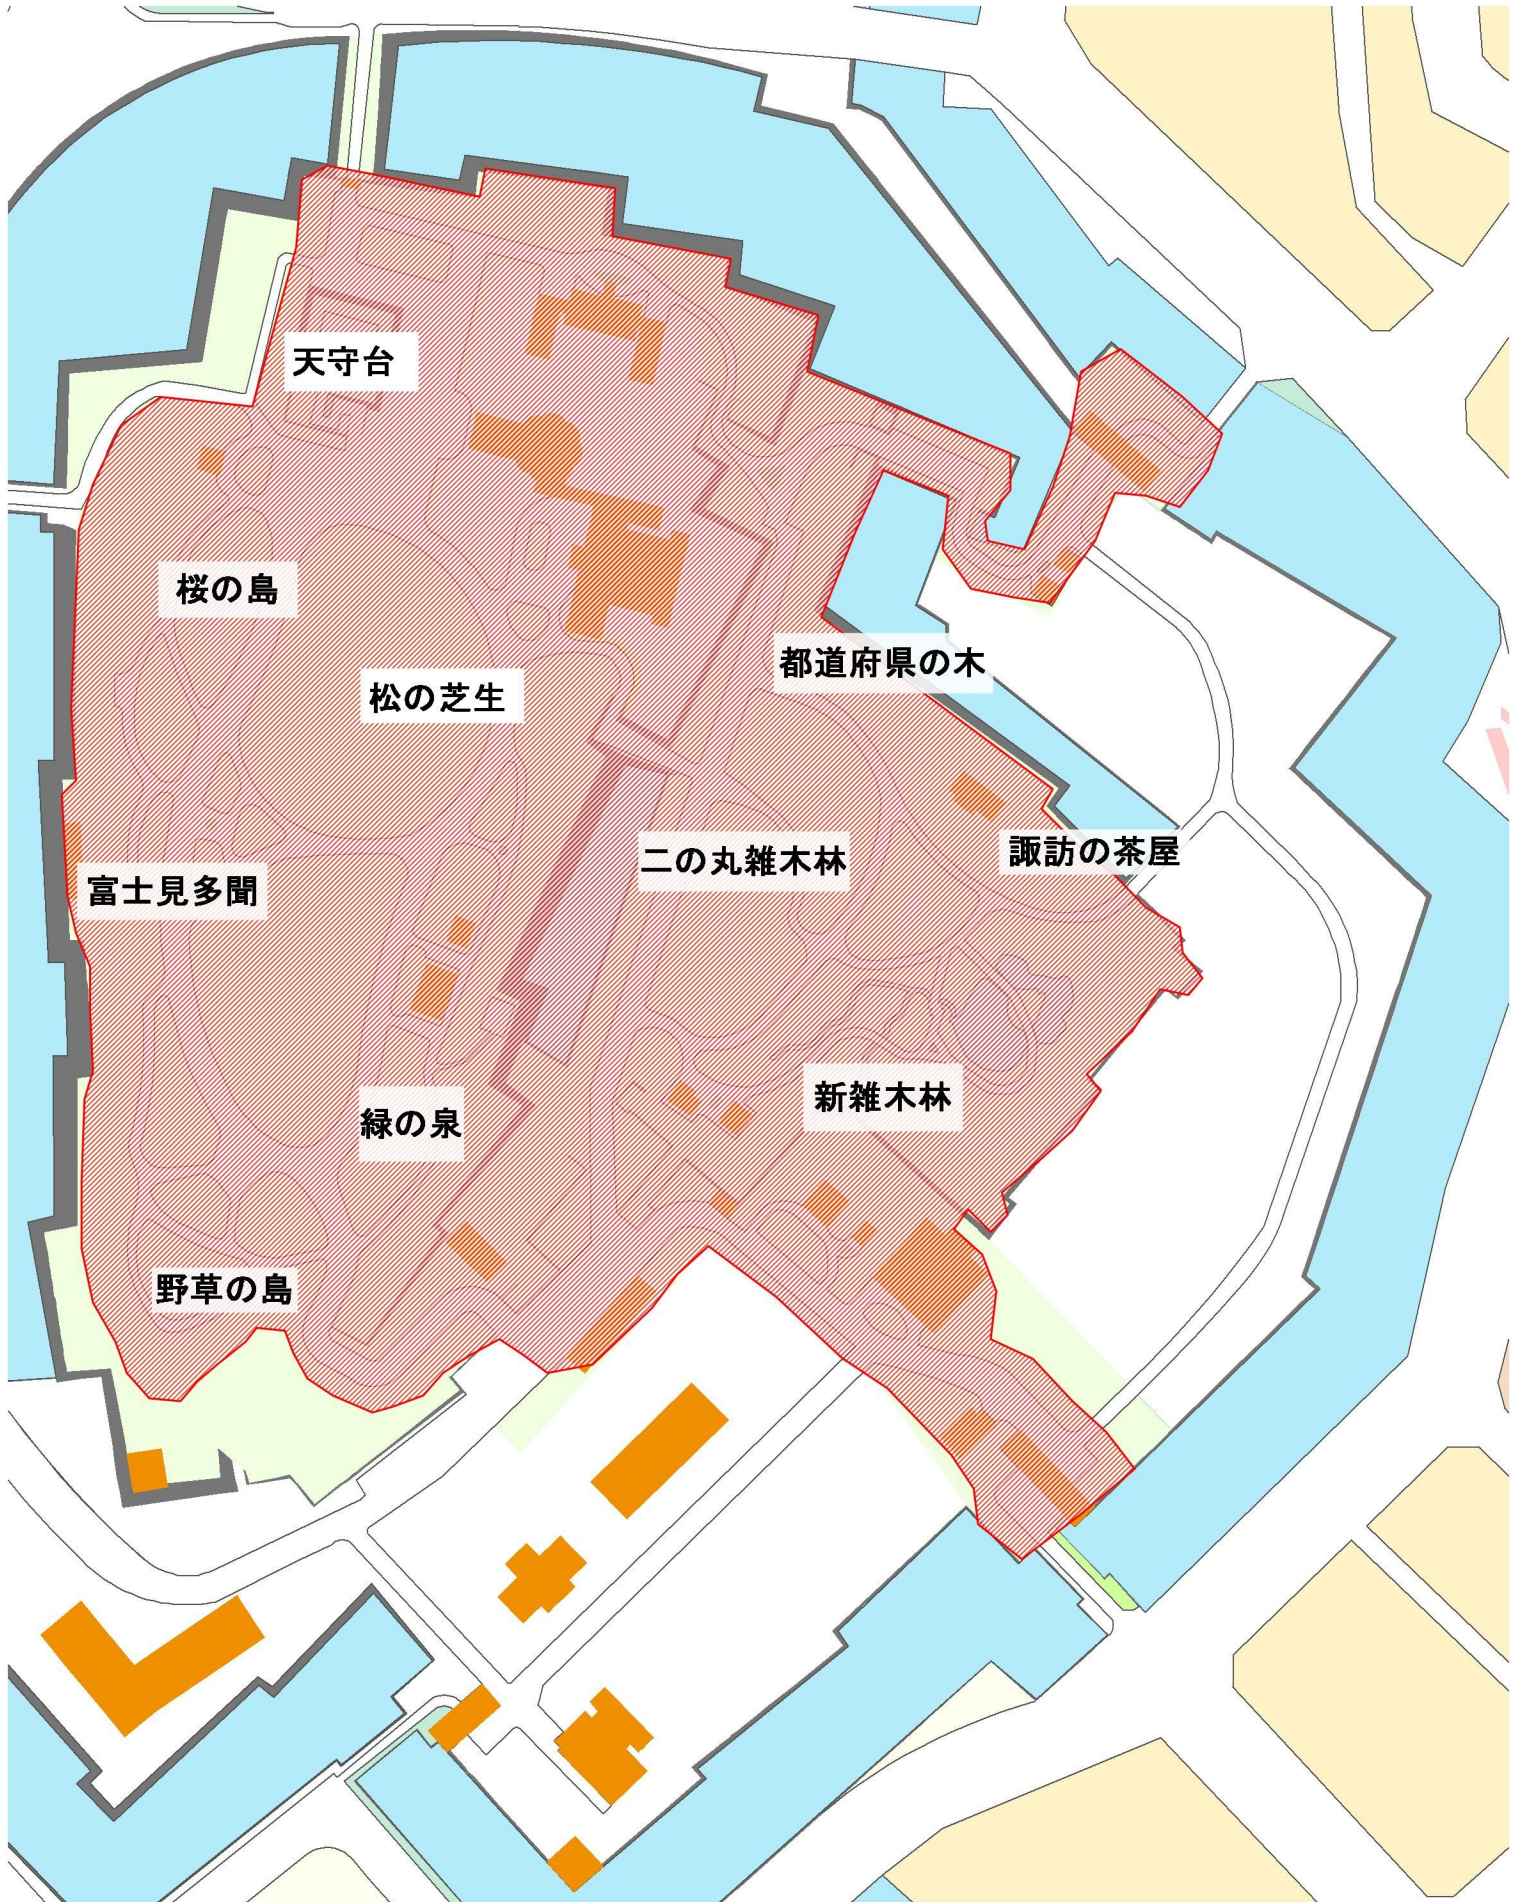 天守台
桜の島
都道府県の木
松の芝生
諏訪の茶屋
二の丸雑木林
富士見多聞
新雑木林
緑の泉
野草の島